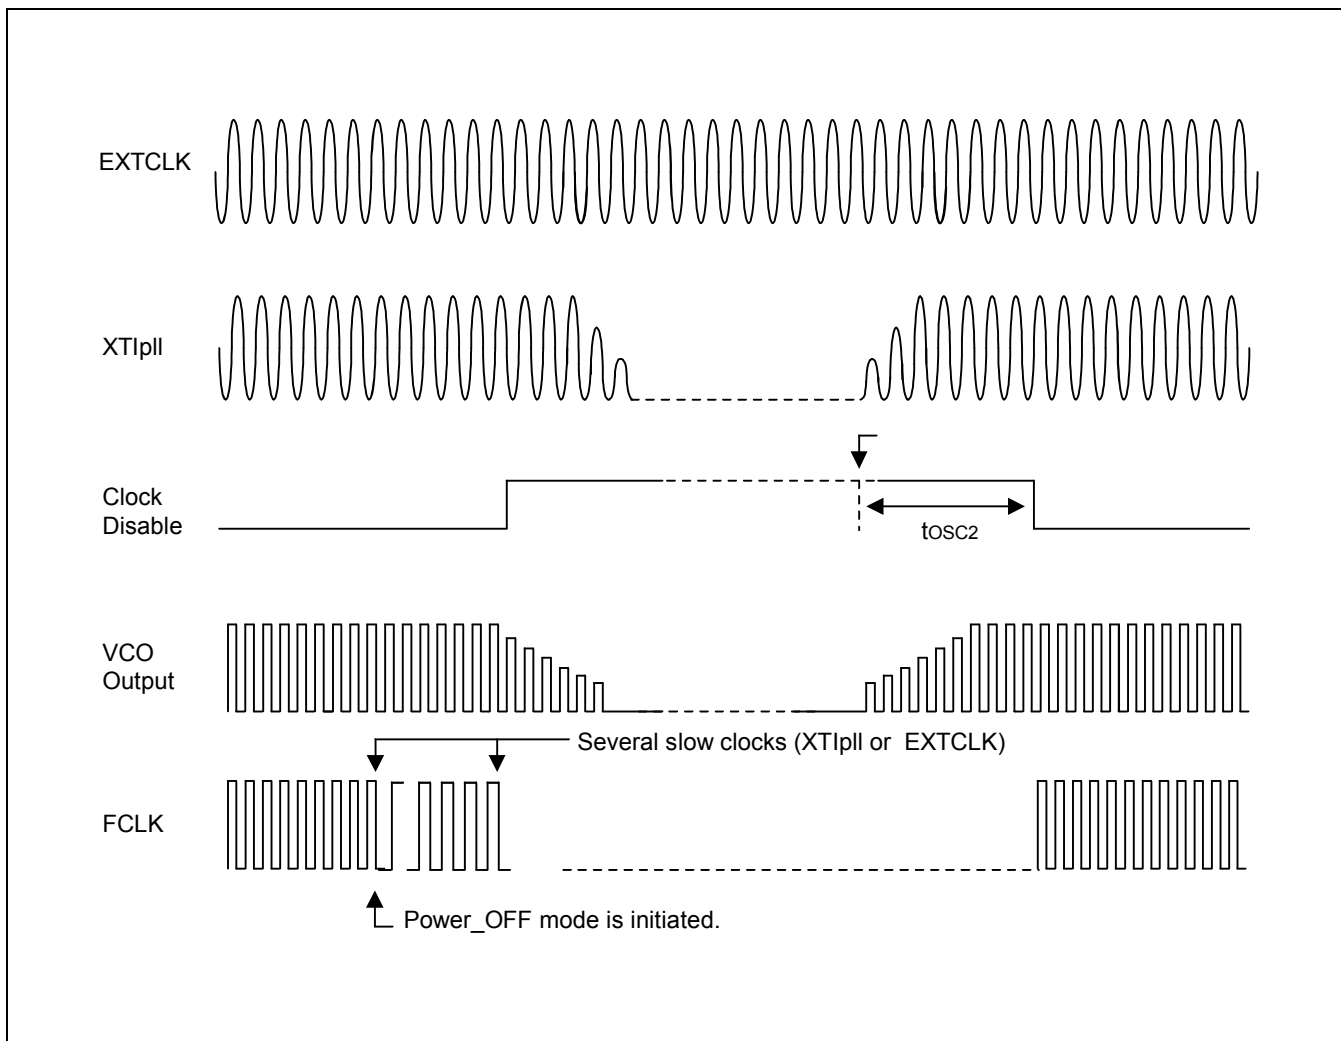 EXTCLK
XTIpll
Clock
Disable
tOSC2
VCO
Output
Several slow clocks (XTIpll or EXTCLK)
FCLK
Power_OFF mode is initiated.